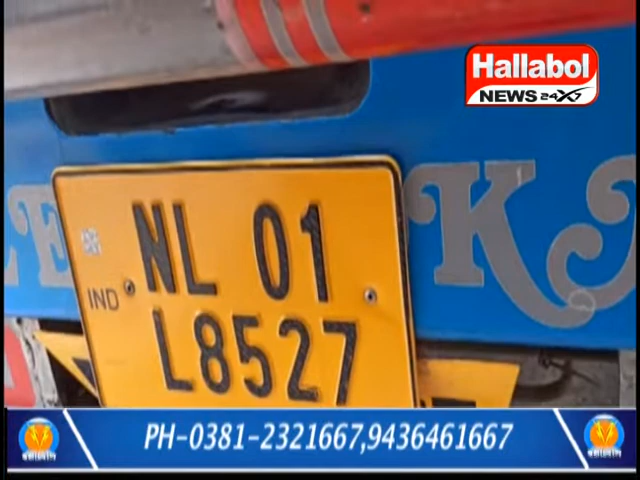 Hallabol
NEWS 24X7
NL 01
IND
L8527
K
PH-0381-2321667,9436461667